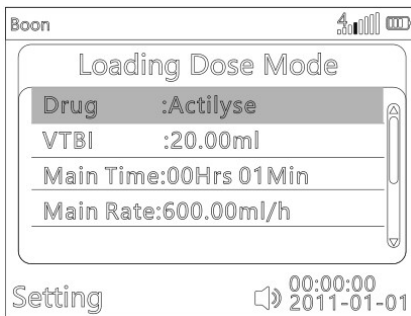 Boon 4
Loading Dose Mode
Drug :Actilyse
VTBI :20.00ml
Main Time:00Hrs 01Min
Main Rate:600.00ml/h
Setting
00:00:00
2011-01-01